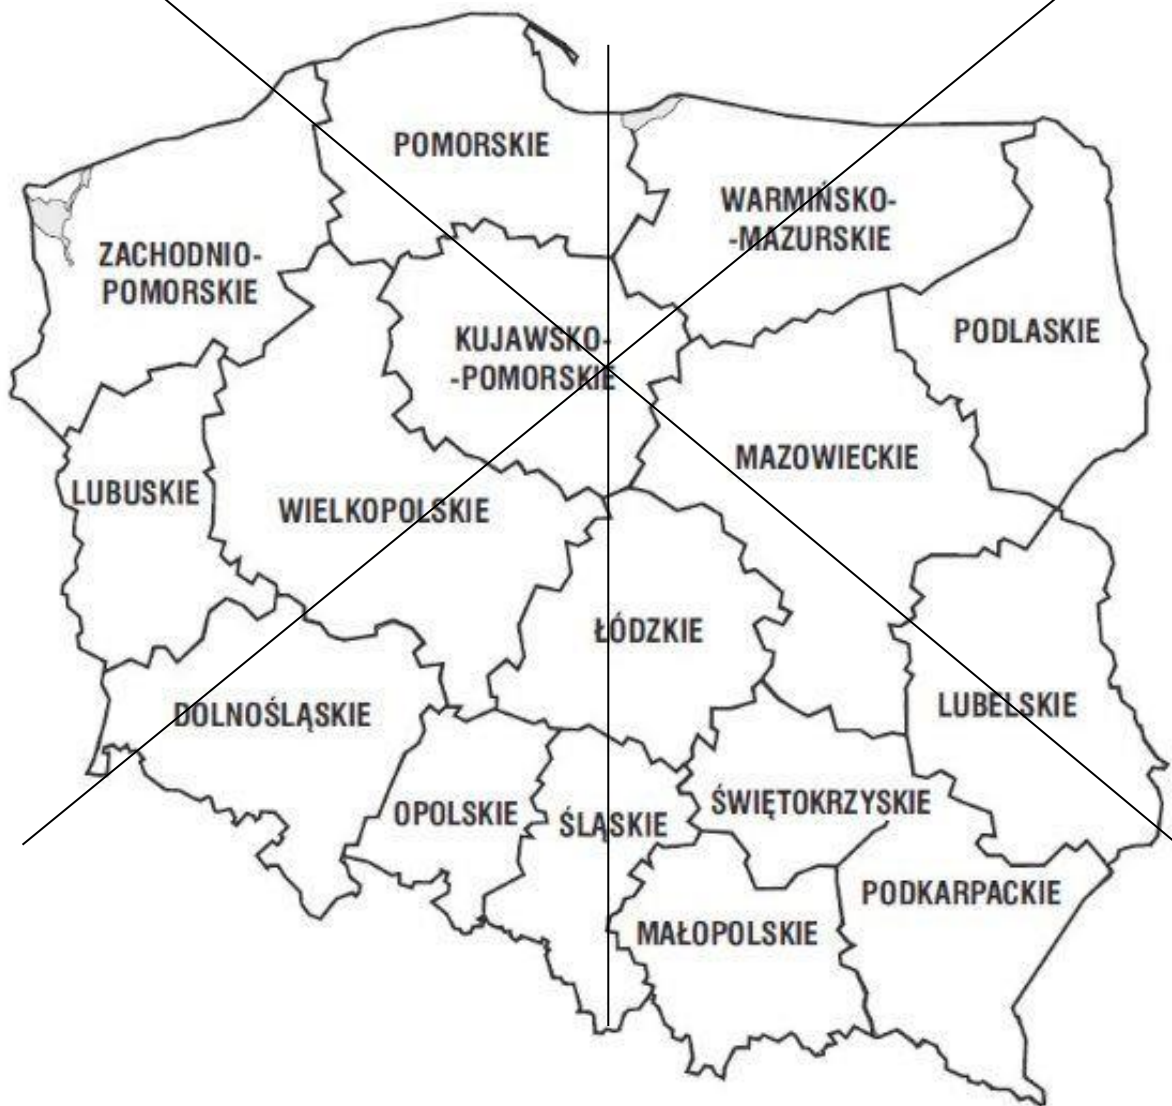 POMORSKIE
WARMIŃSKO-
-MAZURSKIE
ZACHODNIO-
POMORSKIE
KUJAWSKO-
-POMORSKIE
PODLASKIE
MAZOWIECKIE
LUBUSKIE
WIELKOPOLSKIE
ŁÓDZKIE
DOLNOŚLĄSKIE
LUBELSKIE
OPOLSKIE
ŚLĄSKIE
ŚWIĘTOKRZYSKIE
PODKARPACKIE
MAŁOPOLSKIE